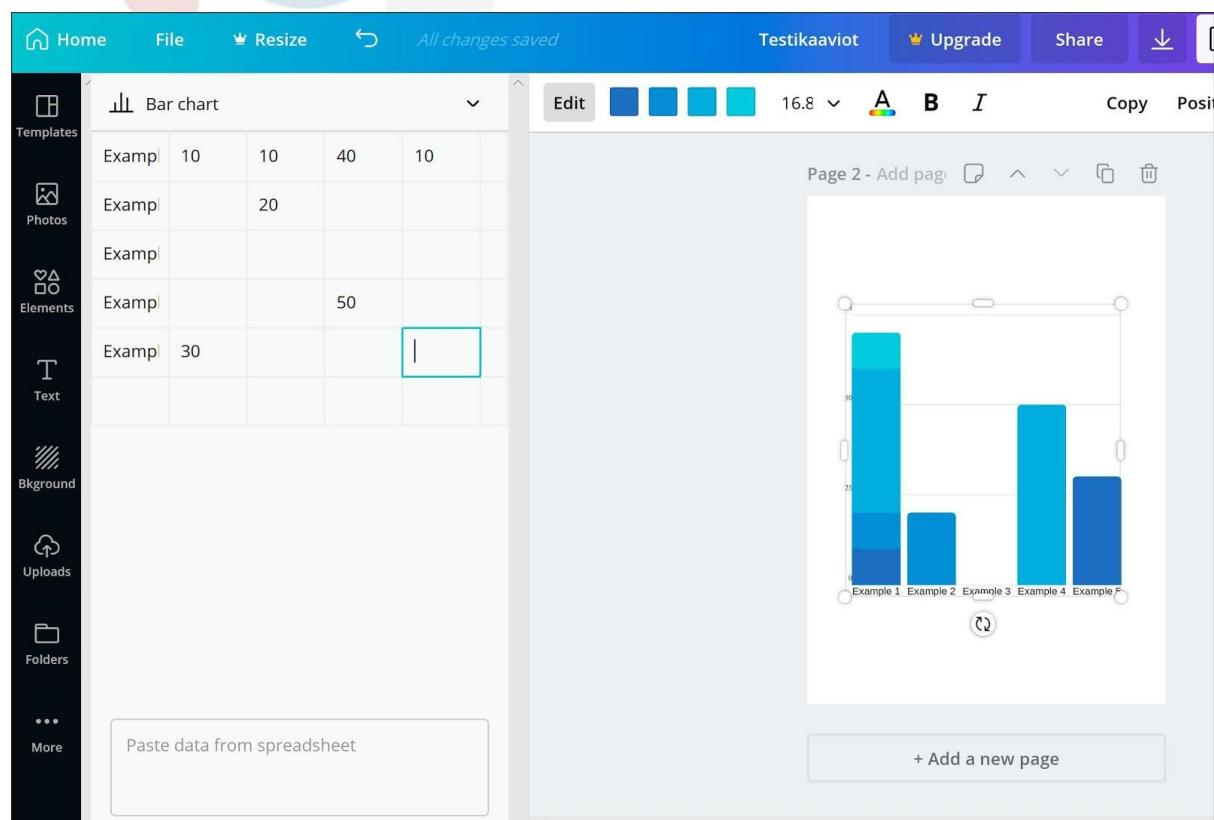 Home File Resize All changes saved Testikaaviot Upgrade Share
Templates
Photos
Elements
Text
Bkground
Uploads
Folders
More
Bar chart
Exampl 10 10 40 10
Exampl 20
Exampl
Exampl 50
Exampl 30
Paste data from spreadsheet
Edit 16.8 A B I Copy Posit
Page 2 - Add pag
50
25
0
Example 1 Example 2 Example 3 Example 4 Example 5
+ Add a new page